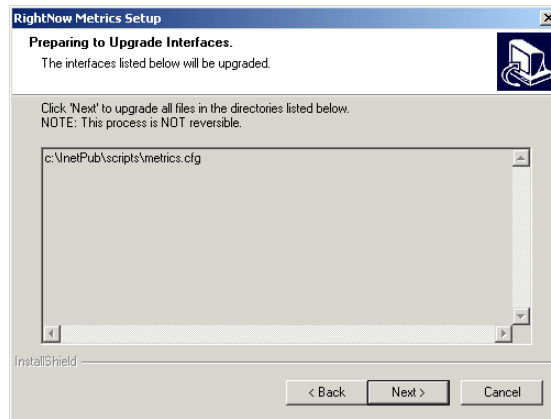 RightNow Metrics Setup
Preparing to Upgrade Interfaces.
The interfaces listed below will be upgraded.
Click 'Next' to upgrade all files in the directories listed below.
NOTE: This process is NOT reversible.
c:\InetPub\scripts\metrics.cfg
InstallShield
< Back
Next >
Cancel